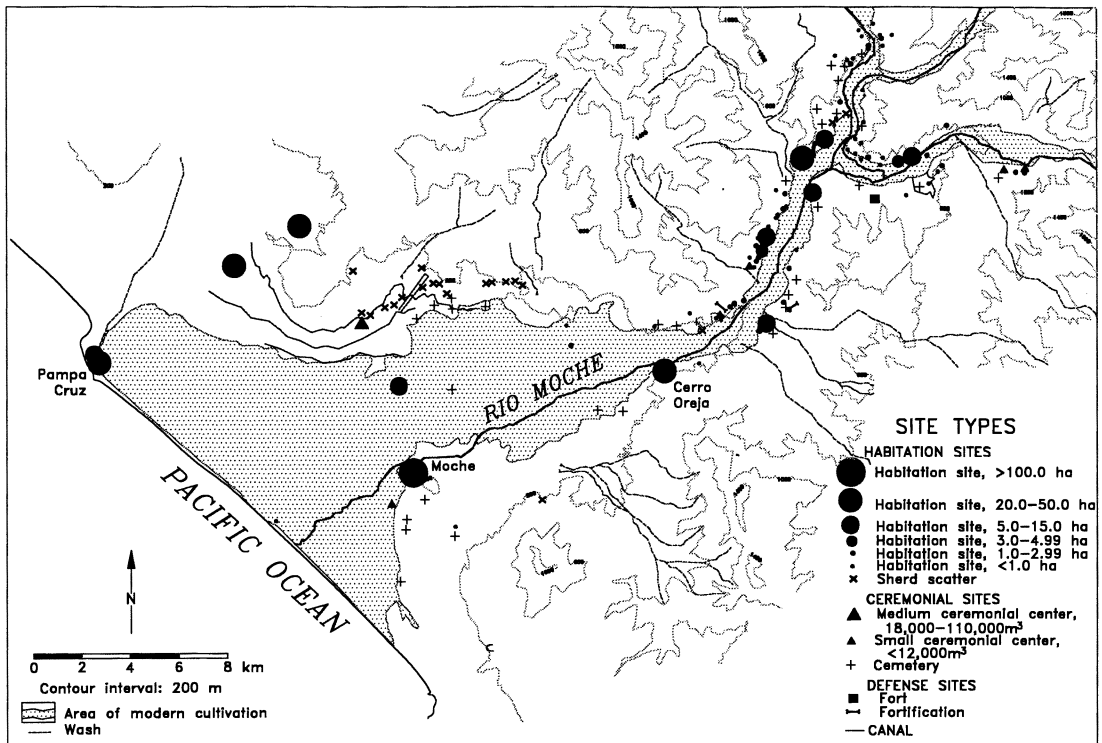 Pampa
Cruz
RIO MOCHE
Cerro
Oreja
Moche
PACIFIC OCEAN
N
0 2 4 6 8 km
Contour interval: 200 m
Area of modern cultivation
Wash
SITE TYPES
HABITATION SITES
Habitation site, >100.0 ha
Habitation site, 20.0-50.0 ha
Habitation site, 5.0-15.0 ha
Habitation site, 3.0-4.99 ha
Habitation site, 1.0-2.99 ha
Habitation site, <1.0 ha
Sherd scatter
CEREMONIAL SITES
Medium ceremonial center,
18,000-110,000m³
Small ceremonial center,
<12,000m³
Cemetery
DEFENSE SITES
Fort
Fortification
CANAL